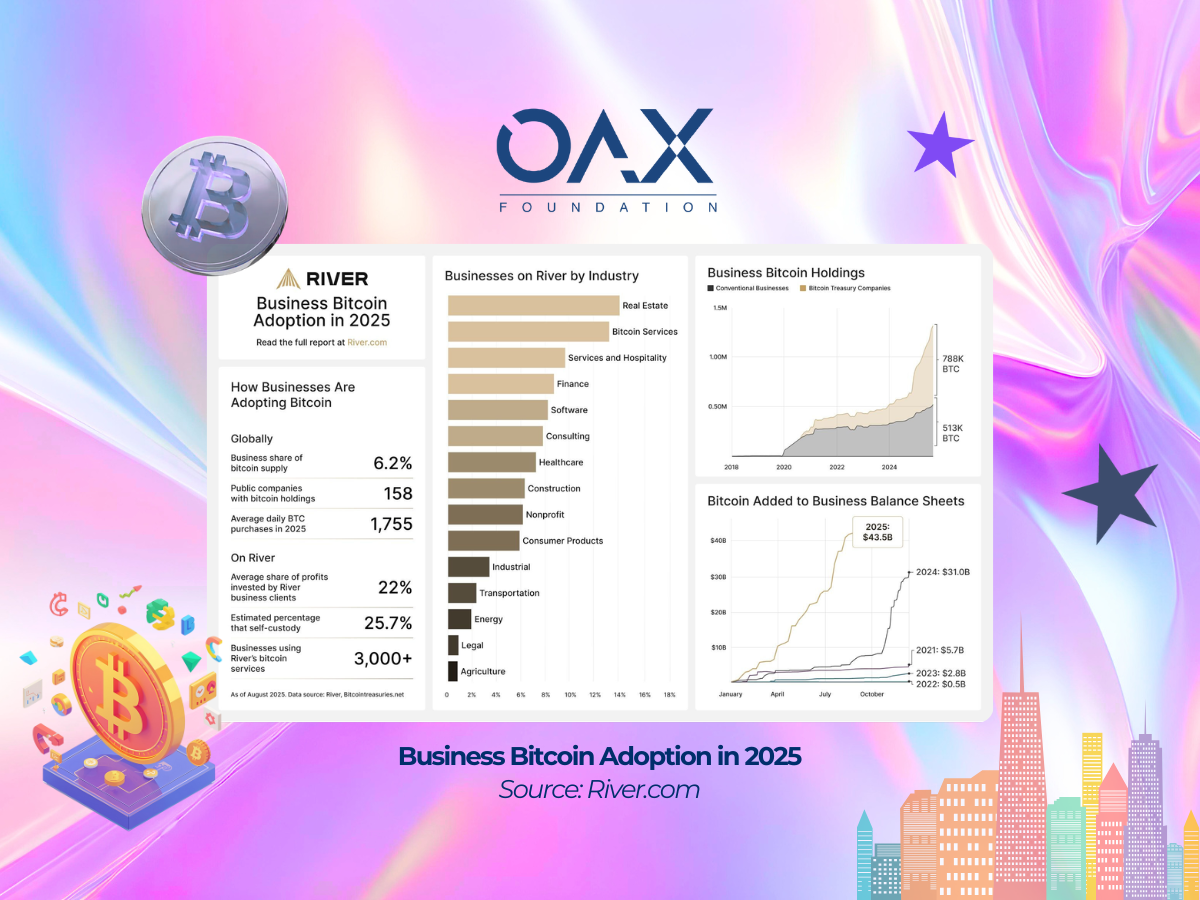 OAX
FOUNDATION
RIVER
Business Bitcoin
Adoption in 2025
Read the full report at River.com
How Businesses Are
Adopting Bitcoin
Globally
Business share of
bitcoin supply
6.2%
Public companies
with bitcoin holdings
158
Average daily BTC
purchases in 2025
1,755
On River
Average share of profits
invested by River
business clients
22%
Estimated percentage
that self-custody
25.7%
Businesses using
River's bitcoin
services
3,000+
As of August 2025. Data source: River, Bitcointreasuries.net
Businesses on River by Industry
Real Estate
Bitcoin Services
Services and Hospitality
Finance
Software
Consulting
Healthcare
Construction
Nonprofit
Consumer Products
Industrial
Transportation
Energy
Legal
Agriculture
0 2% 4% 6% 8% 10% 12% 14% 16% 18%
Business Bitcoin Holdings
Conventional Businesses Bitcoin Treasury Companies
1.5M
1.00M
0.50M
788K
BTC
513K
BTC
2018 2020 2022 2024
Bitcoin Added to Business Balance Sheets
2025:
$43.5B
$40B
$30B
$20B
$10B
2024: $31.0B
2021: $5.7B
2023: $2.8B
2022: $0.5B
January April July October
Business Bitcoin Adoption in 2025
Source: River.com